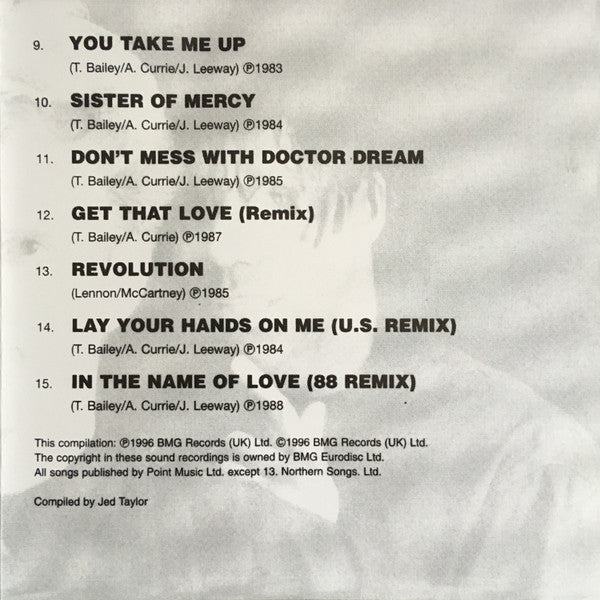 9. YOU TAKE ME UP
(T. Bailey/A. Currie/J. Leeway) ℗1983
10. SISTER OF MERCY
(T. Bailey/A. Currie/J. Leeway) ℗1984
11. DON'T MESS WITH DOCTOR DREAM
(T. Bailey/A. Currie/J. Leeway) ℗1985
12. GET THAT LOVE (Remix)
(T. Bailey/A. Currie) ℗1987
13. REVOLUTION
(Lennon/McCartney) ℗1985
14. LAY YOUR HANDS ON ME (U.S. REMIX)
(T. Bailey/A. Currie/J. Leeway) ℗1984
15. IN THE NAME OF LOVE (88 REMIX)
(T. Bailey/A. Currie/J. Leeway) ℗1988
This compilation: ℗1996 BMG Records (UK) Ltd. ©1996 BMG Records (UK) Ltd.
The copyright in these sound recordings is owned by BMG Eurodisc Ltd.
All songs published by Point Music Ltd. except 13. Northern Songs. Ltd.
Compiled by Jed Taylor